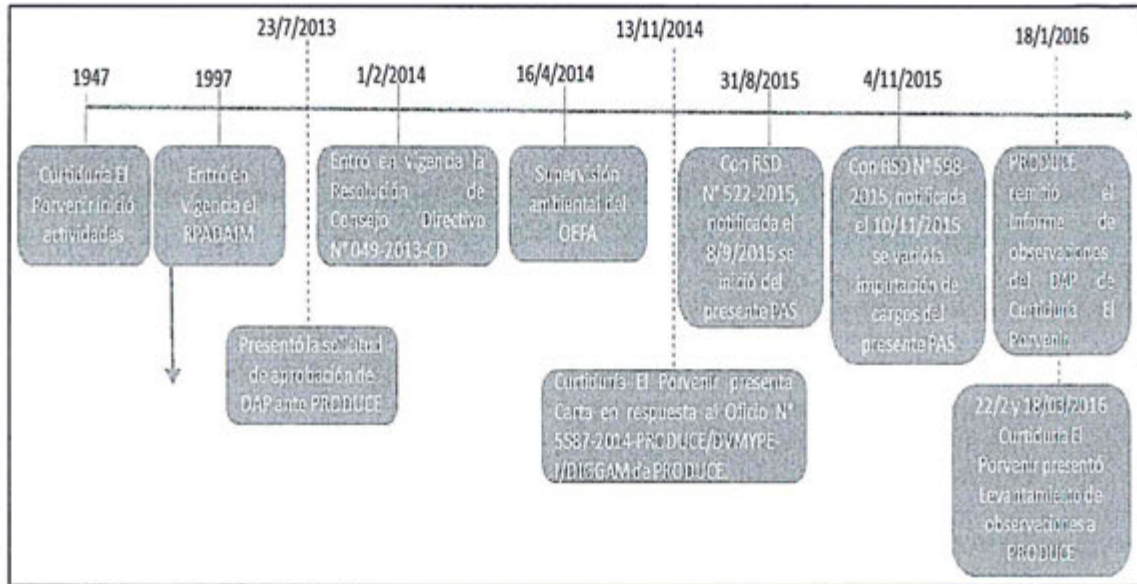 23/7/2013
13/11/2014
18/1/2016
1947
1997
1/2/2014
16/4/2014
31/8/2015
4/11/2015
Curtiduría El
Porvenir inició
actividades
Entró en
Vigencia el
RPADAIM
Entró en Vigencia la
Resolución de
Consejo Directivo
N° 049-2013-CD
Supervisión
ambiental del
OEFA
Con RSD
N° 522-2015,
notificada el
8/9/2015 se
inició del
presente PAS
Con RSD N° 598-
2015, notificada
el 10/11/2015
se varió la
imputación de
cargos del
presente PAS
PRODUCE
remitió el
Informe de
observaciones
del DAP de
Curtiduría El
Porvenir
Presentó la solicitud
de aprobación de
DAP ante PRODUCE
Curtiduría El Porvenir presenta
Carta en respuesta al Oficio N°
5587-2014-PRODUCE/DVMYPE-
I/DIGGAM de PRODUCE.
22/2 y 18/03/2016
Curtiduría El
Porvenir presentó
Levantamiento de
observaciones a
PRODUCE